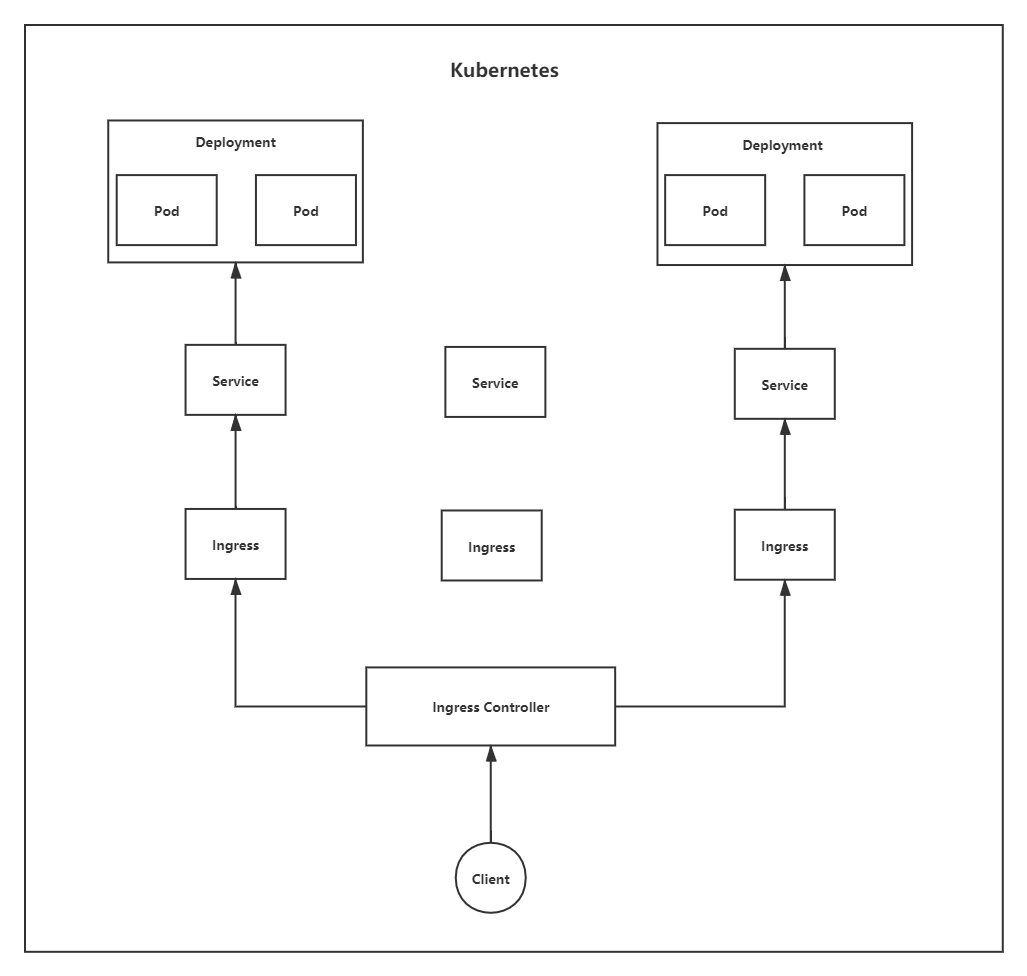 Kubernetes
Deployment
Pod
Pod
Deployment
Pod
Pod
Service
Service
Service
Ingress
Ingress
Ingress
Ingress Controller
Client